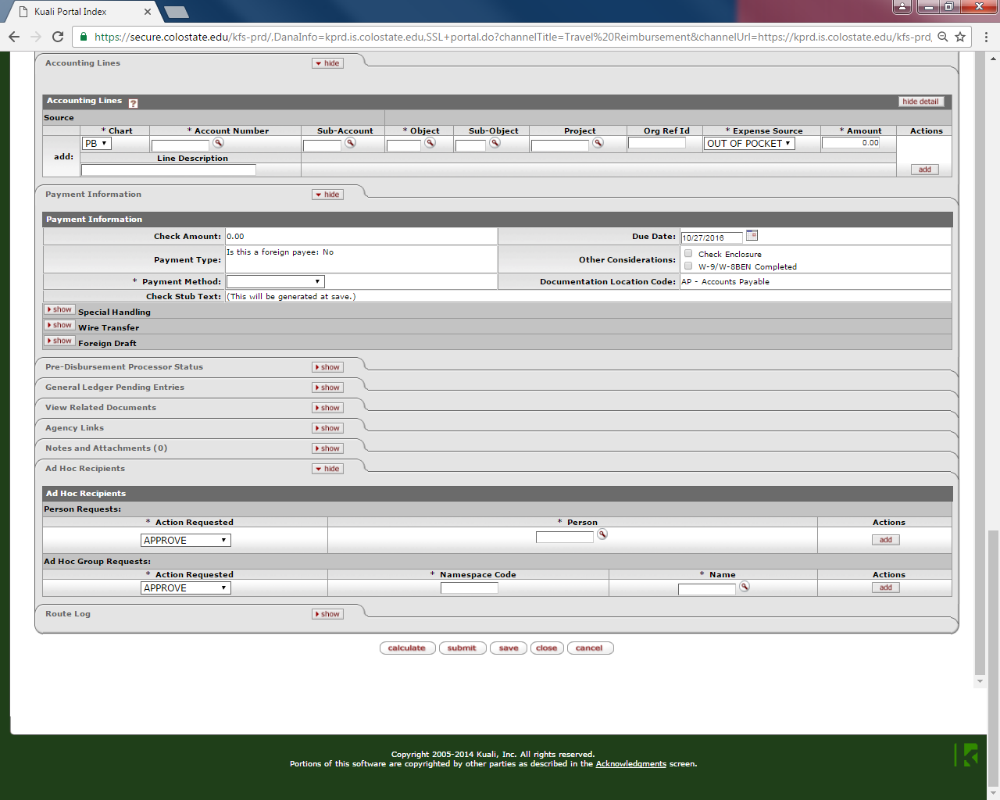 Kuali Portal Index
https://secure.colostate.edu/kfs-prd/,DanaInfo=kprd.is.colostate.edu,SSL+portal.do?channelTitle=Travel%20Reimbursement&channelUrl=https://kprd.is.colostate.edu/kfs-prd
Accounting Lines hide
Accounting Lines ? hide detail
Source
* Chart * Account Number Sub-Account * Object Sub-Object Project Org Ref Id * Expense Source * Amount Actions
add: PB OUT OF POCKET 0.00
Line Description
add
Payment Information hide
Payment Information
Check Amount: 0.00 Due Date: 10/27/2016
Payment Type: Is this a foreign payee: No Other Considerations: Check Enclosure
W-9/W-8BEN Completed
* Payment Method: Documentation Location Code: AP - Accounts Payable
Check Stub Text: (This will be generated at save.)
show Special Handling
show Wire Transfer
show Foreign Draft
Pre-Disbursement Processor Status show
General Ledger Pending Entries show
View Related Documents show
Agency Links show
Notes and Attachments (0) show
Ad Hoc Recipients hide
Ad Hoc Recipients
Person Requests:
* Action Requested * Person Actions
APPROVE add
Ad Hoc Group Requests:
* Action Requested * Namespace Code * Name Actions
APPROVE add
Route Log show
calculate submit save close cancel
Copyright 2005-2014 Kuali, Inc. All rights reserved.
Portions of this software are copyrighted by other parties as described in the Acknowledgments screen.